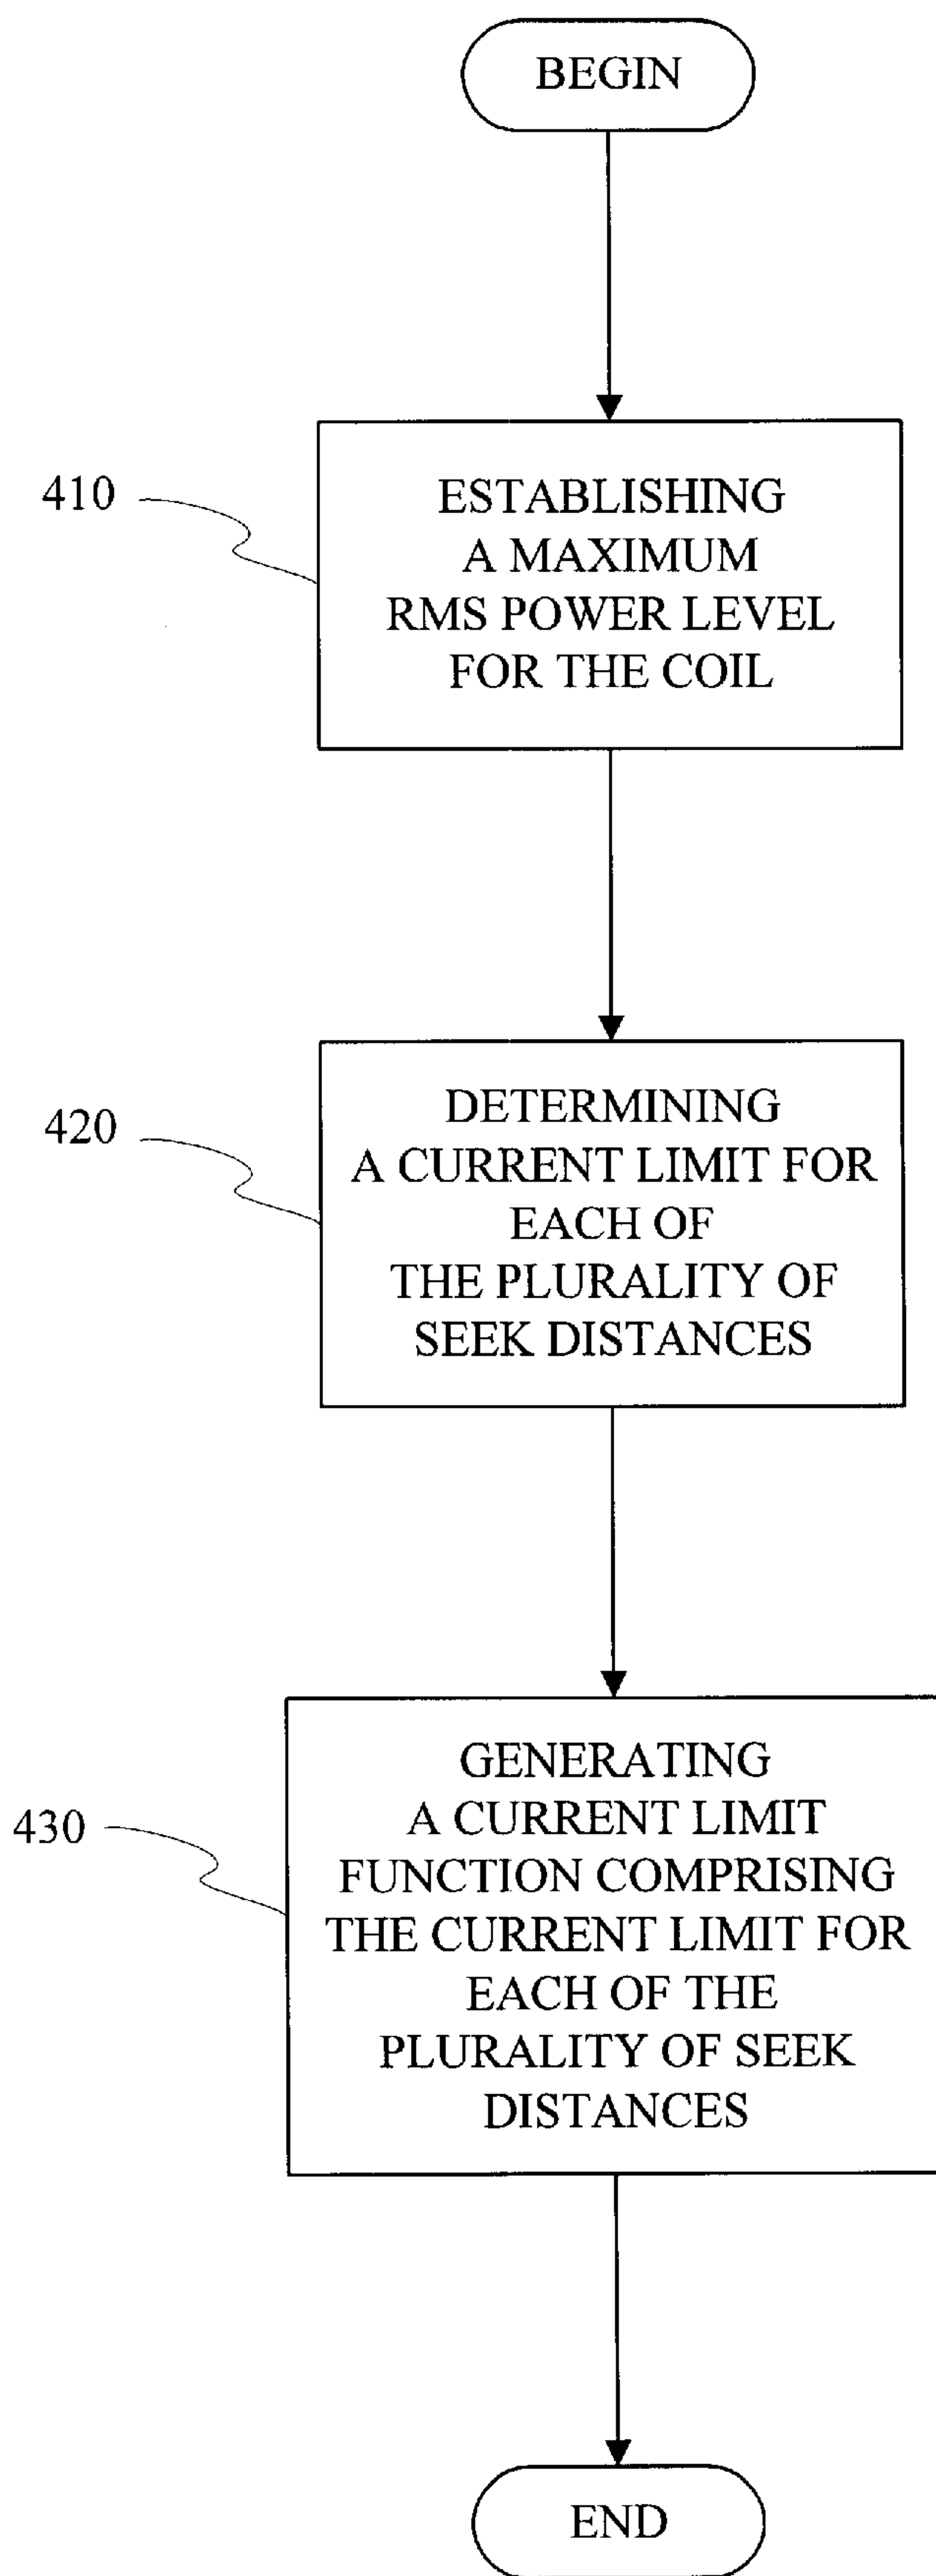 BEGIN
410
ESTABLISHING
A MAXIMUM
RMS POWER LEVEL
FOR THE COIL
420
DETERMINING
A CURRENT LIMIT FOR
EACH OF
THE PLURALITY OF
SEEK DISTANCES
430
GENERATING
A CURRENT LIMIT
FUNCTION COMPRISING
THE CURRENT LIMIT FOR
EACH OF THE
PLURALITY OF SEEK
DISTANCES
END